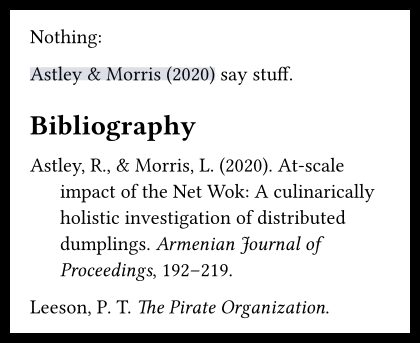 Nothing:
Astley & Morris (2020) say stuff.
Bibliography
Astley, R., & Morris, L. (2020). At-scale
impact of the Net Wok: A culinarically
holistic investigation of distributed
dumplings. Armenian Journal of
Proceedings, 192–219.
Leeson, P. T. The Pirate Organization.